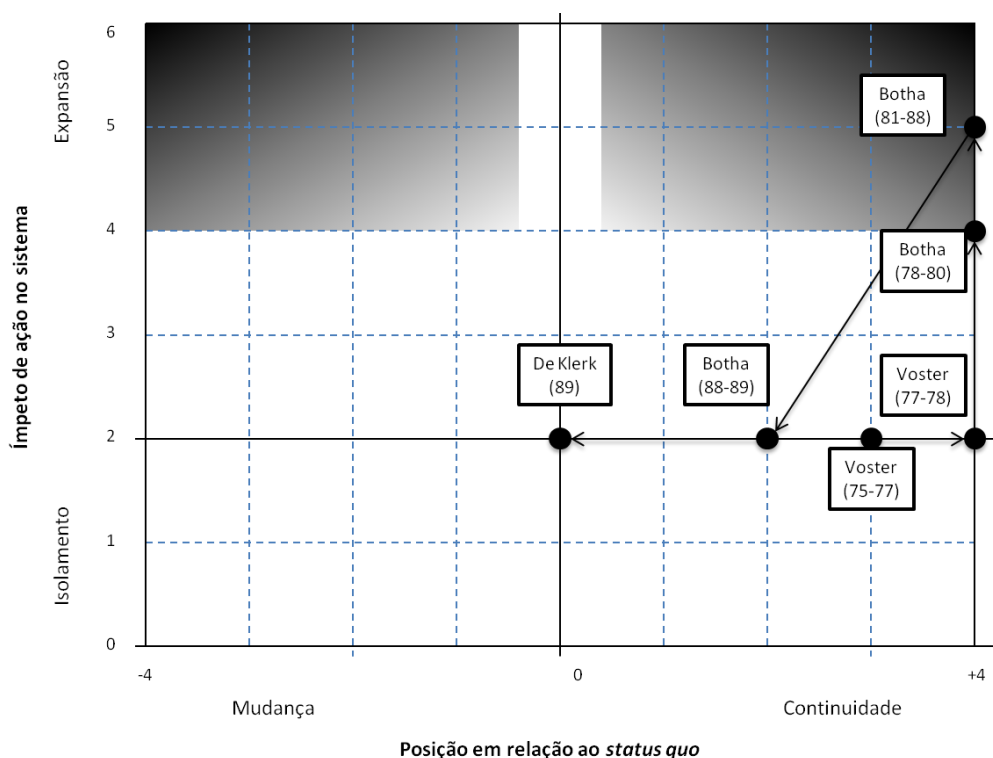 6
Expansão
Botha
(81-88)
5
Ímpeto de ação no sistema
4
Botha
(78-80)
3
De Klerk
(89)
Botha
(88-89)
Voster
(77-78)
2
Voster
(75-77)
Isolamento
1
0
-4
0
+4
Mudança
Continuidade
Posição em relação ao status quo